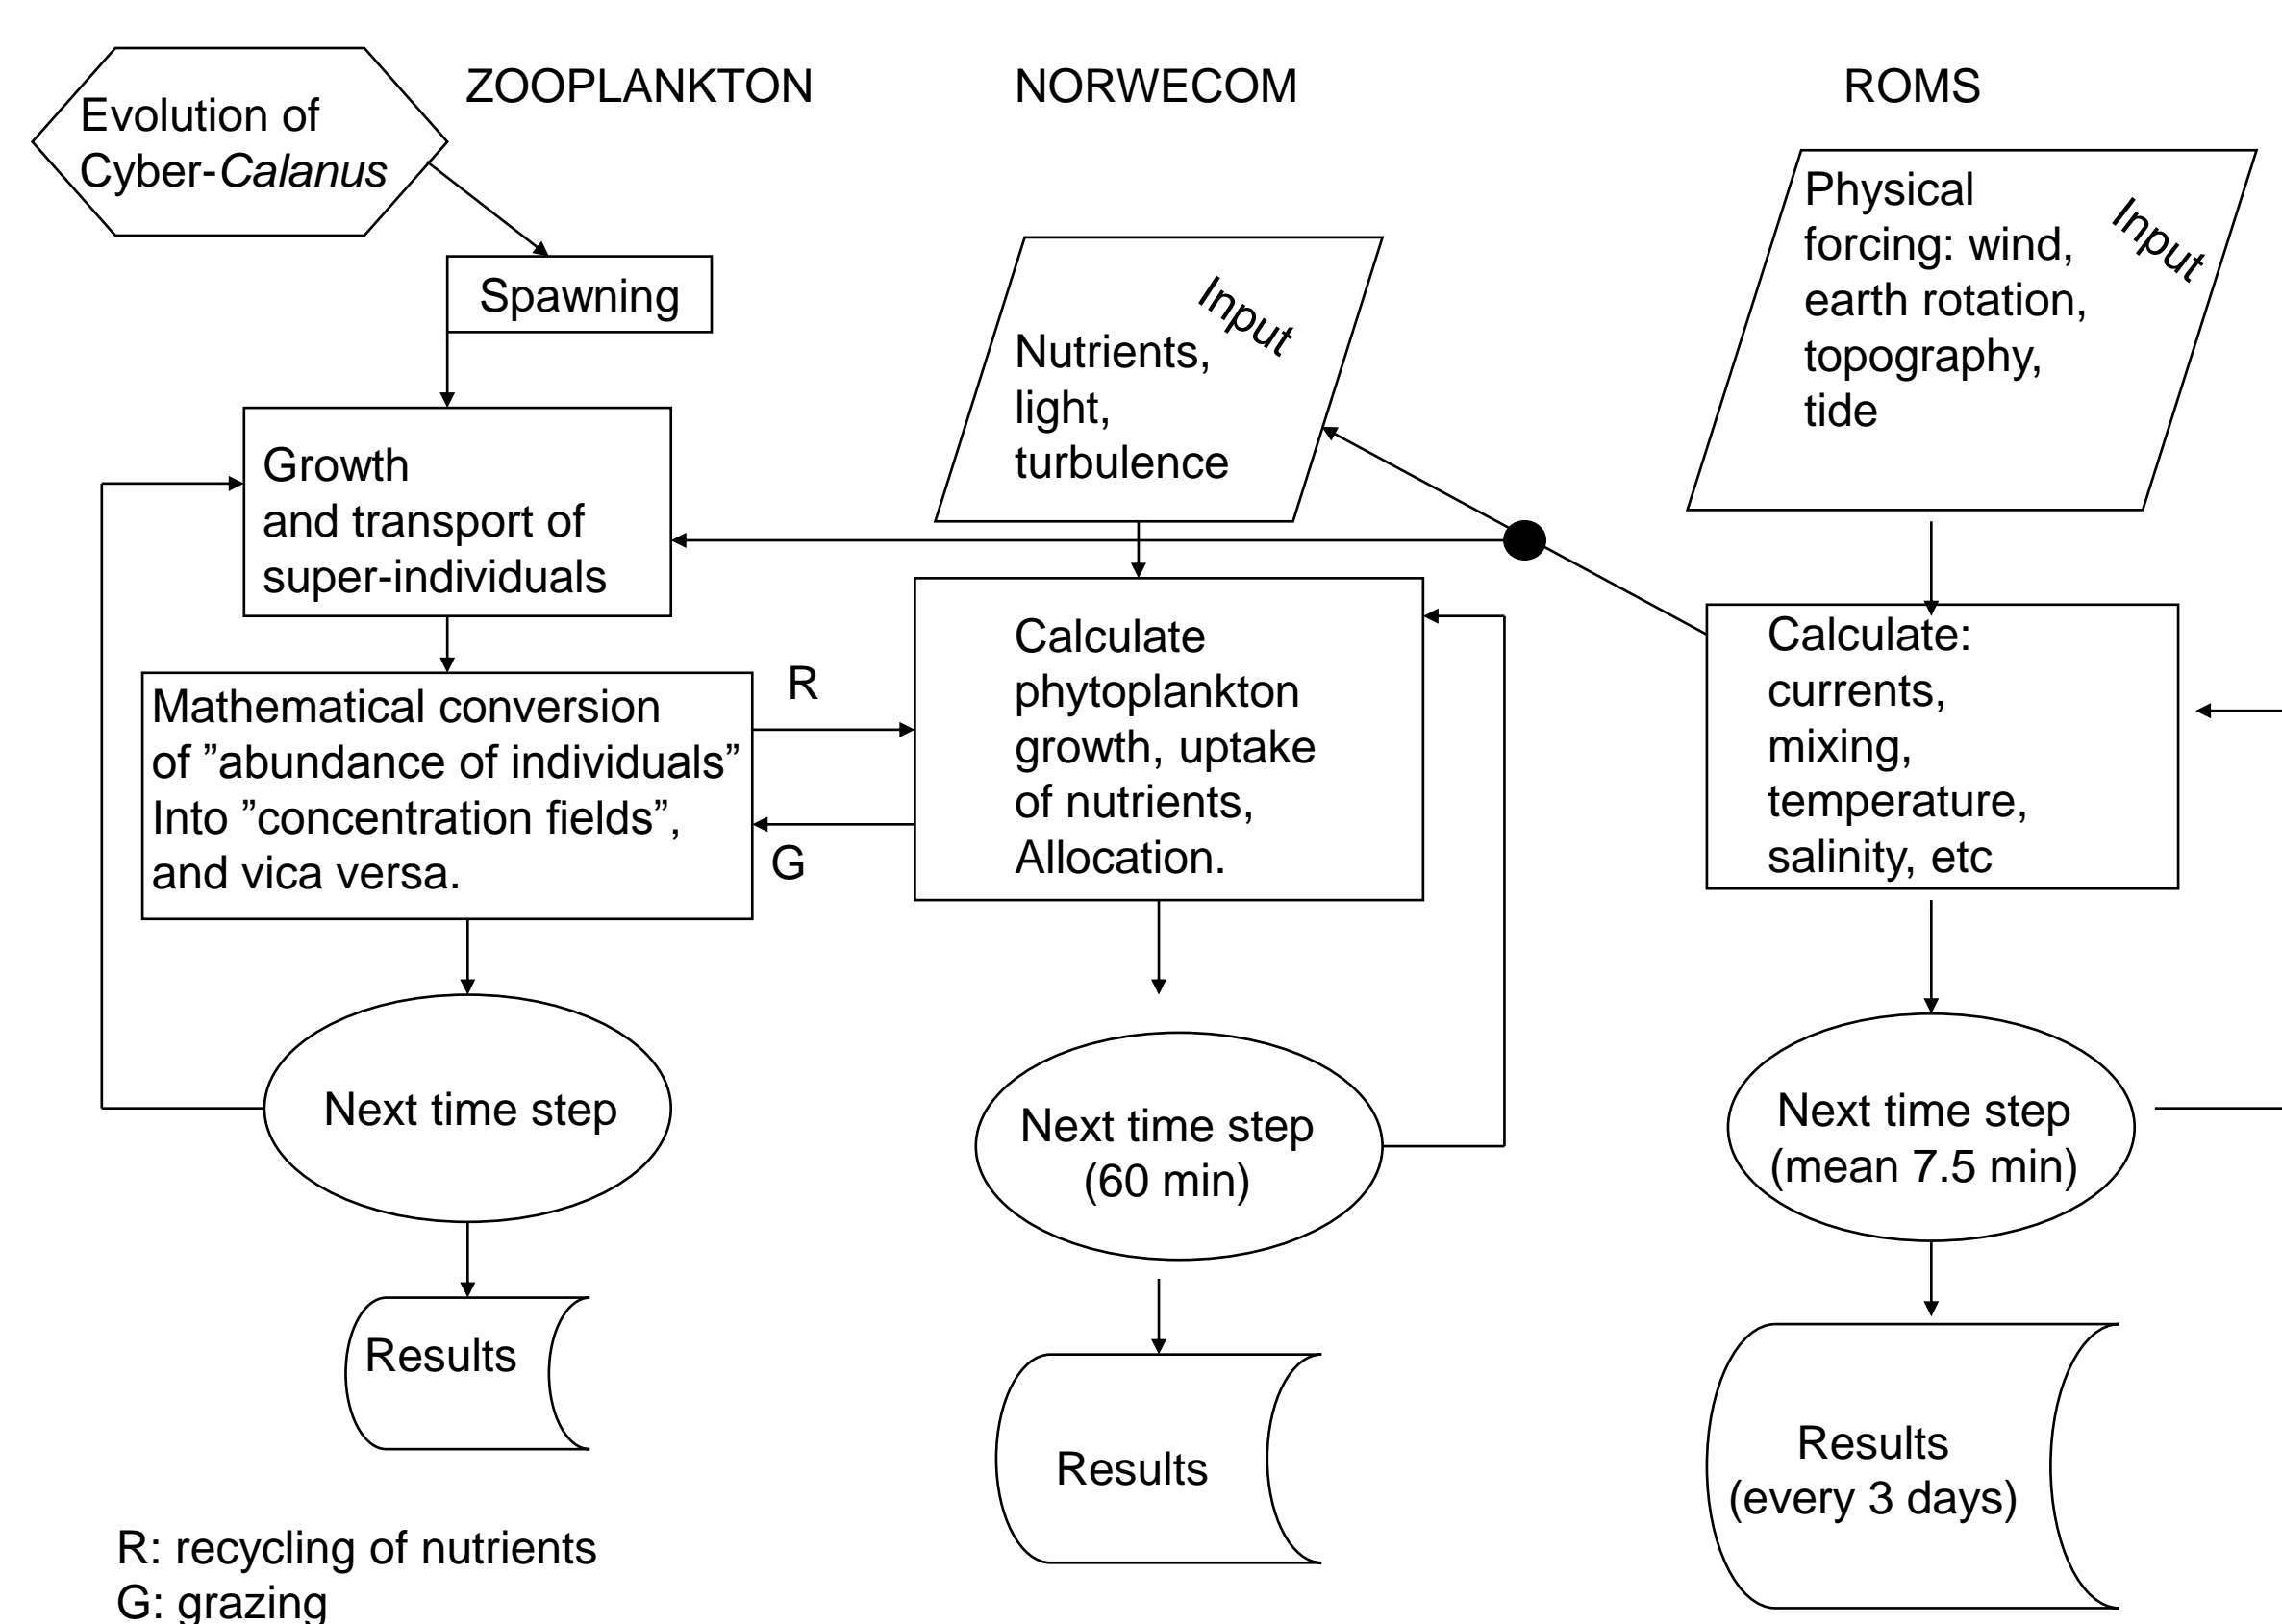 ZOOPLANKTON
NORWECOM
ROMS
Evolution of
Cyber-Calanus
Spawning
Growth
and transport of
super-individuals
Mathematical conversion
of ”abundance of individuals”
Into ”concentration fields”,
and vica versa.
R
G
Next time step
Results
R: recycling of nutrients
G: grazing
Input
Nutrients,
light,
turbulence
Calculate
phytoplankton
growth, uptake
of nutrients,
Allocation.
Next time step
(60 min)
Results
Physical
forcing: wind,
earth rotation,
topography,
tide
Input
Calculate:
currents,
mixing,
temperature,
salinity, etc
Next time step
(mean 7.5 min)
Results
(every 3 days)